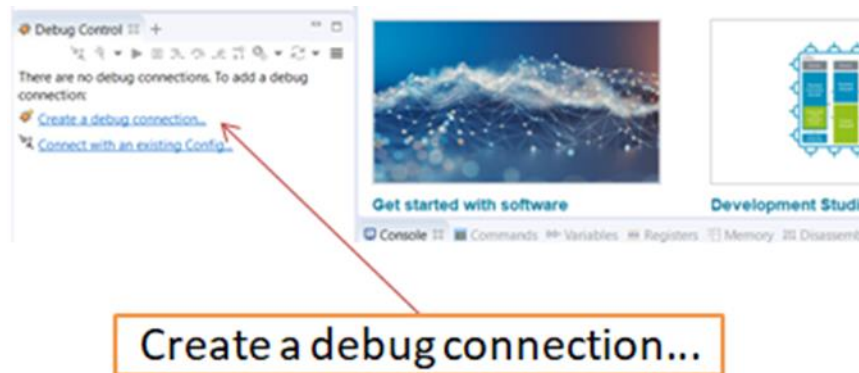 Debug Control
There are no debug connections. To add a debug
connection:
Create a debug connection...
Connect with an existing Config...
Get started with software
Development Studi
Console Commands Variables Registers Memory Disassemb
Create a debug connection...